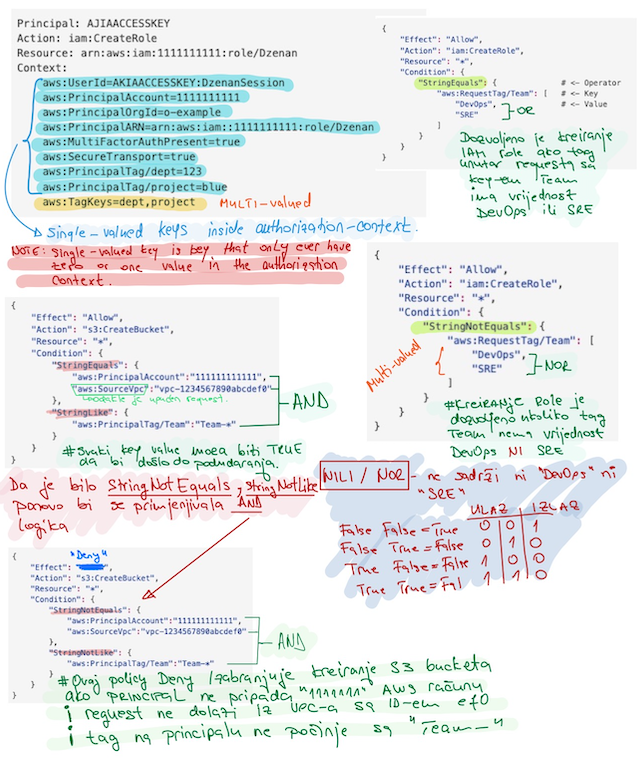 Principal: AJIAACCESSKEY
Action: iam:CreateRole
Resource: arn:aws:iam:1111111111:role/Dzenan
Context:
aws:UserId=AKIAACCESSKEY:DzenanSession
aws:PrincipalAccount=1111111111
aws:PrincipalOrgId=o-example
aws:PrincipalARN=arn:aws:iam::1111111111:role/Dzenan
aws:MultiFactorAuthPresent=true
aws:SecureTransport=true
aws:PrincipalTag/dept=123
aws:PrincipalTag/project=blue
aws:TagKeys=dept,project MULTI-valued
Single-valued keys inside authorization-context.
NOTE: Single-valued key is key that only ever have
zero or one value in the authorization
context.
{
"Effect": "Allow",
"Action": "iam:CreateRole",
"Resource": "*",
"Condition": {
"StringEquals": { # <- Operator
"aws:RequestTag/Team": [ # <- Key
"DevOps", # <- Value
"SRE"
]
}
}
}
OR
Dozvoljeno je kreiranje
IAM role ako tag
unutar requesta sa
key-em Team
ima vrijednost
DevOps ili SRE
{
"Effect": "Allow",
"Action": "iam:CreateRole",
"Resource": "*",
"Condition": {
"StringNotEquals": {
"aws:RequestTag/Team": [
"DevOps",
"SRE"
]
}
}
}
Multi-valued
NOR
#Kreiranje Role je
dozvoljeno ukoliko tag
Team nema vrijednost
DevOps NI SRE
{
"Effect": "Allow",
"Action": "s3:CreateBucket",
"Resource": "*",
"Condition": {
"StringEquals": {
"aws:PrincipalAccount":"111111111111",
"aws:SourceVpc":"vpc-1234567890abcdef0"
je upućen request.
},
"StringLike": {
"aws:PrincipalTag/Team":"Team-*"
}
}
}
AND
#Svaki key value mora biti TRUE
da bi došlo do podudaranja.
Da je bilo StringNotEquals, StringNotLike
ponovo bi se primjenjivala AND
logika
NILI / NOR - ne sadrži ni "DevOps" ni
"SRE"
ULAZ IZLAZ
False False = True 0 0 1
False True = False 0 1 0
True False = False 1 0 0
True True = Fal 1 1 0
{
"Deny"
"Effect":
"Action": "s3:CreateBucket",
"Resource": "*",
"Condition": {
"StringNotEquals": {
"aws:PrincipalAccount":"111111111111",
"aws:SourceVpc":"vpc-1234567890abcdef0"
},
"StringNotLike": {
"aws:PrincipalTag/Team":"Team-*"
}
}
}
AND
#Ovaj policy Deny/zabranjuje kreiranje S3 bucketa
ako PRINCIPAL ne pripada "1111111" AWS računu
i request ne dolazi iz VPC-a sa ID-em ef0
i tag na principalu ne počinje sa "Team-"